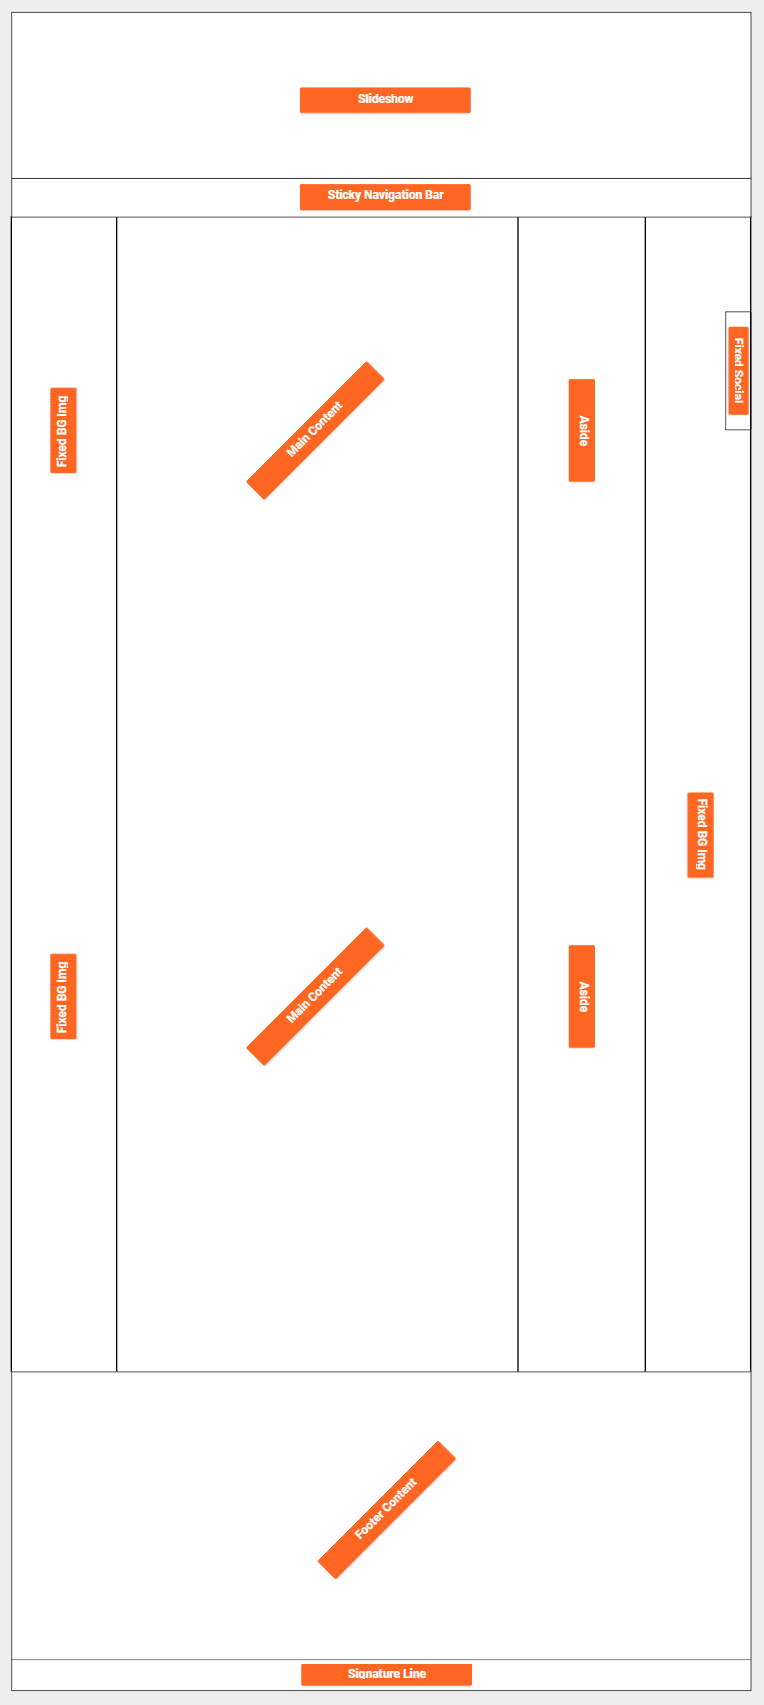 Slideshow
Sticky Navigation Bar
Fixed Social
Fixed BG Img
Main Content
Aside
Fixed BG Img
Fixed BG Img
Main Content
Aside
Footer Content
Signature Line